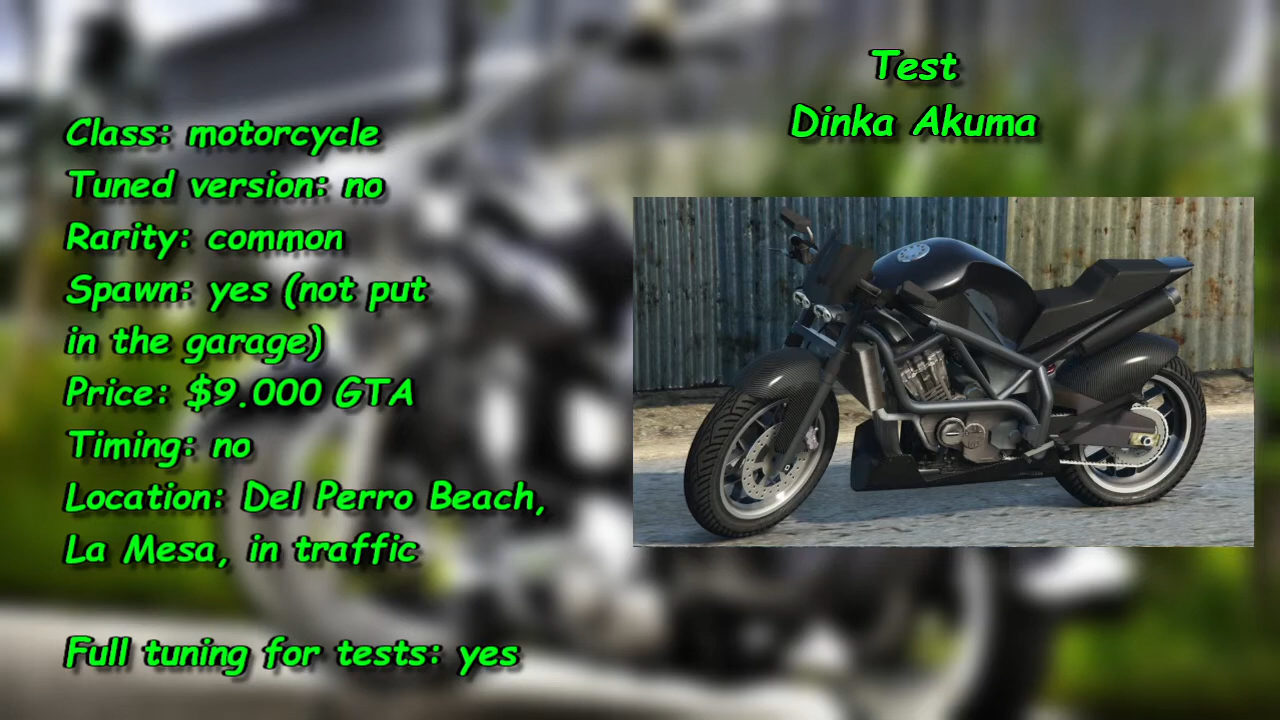 Test
Dinka Akuma
Class: motorcycle
Tuned version: no
Rarity: common
Spawn: yes (not put
in the garage)
Price: $9.000 GTA
Timing: no
Location: Del Perro Beach,
La Mesa, in traffic
Full tuning for tests: yes